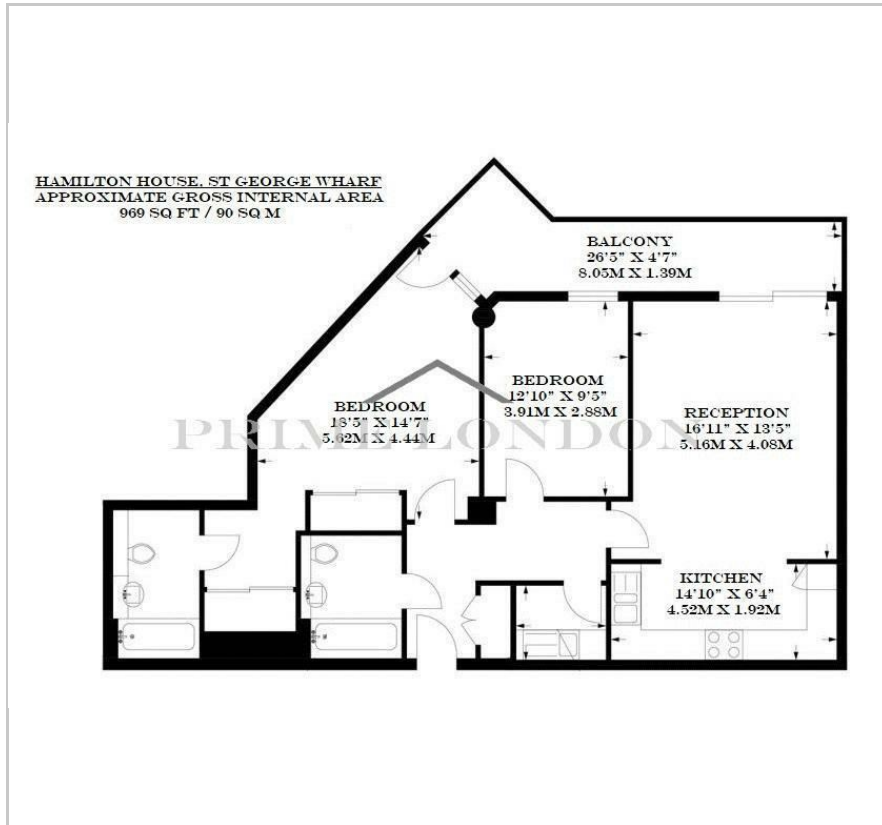 HAMILTON HOUSE, ST GEORGE WHARF
APPROXIMATE GROSS INTERNAL AREA
969 SQ FT / 90 SQ M
BALCONY
26'5" X 4'7"
8.05M X 1.39M
BEDROOM
12'10" X 9'5"
3.91M X 2.88M
BEDROOM
18'5" X 14'7"
5.62M X 4.44M
RECEPTION
16'11" X 13'5"
5.16M X 4.08M
PRIME LONDON
KITCHEN
14'10" X 6'4"
4.52M X 1.92M